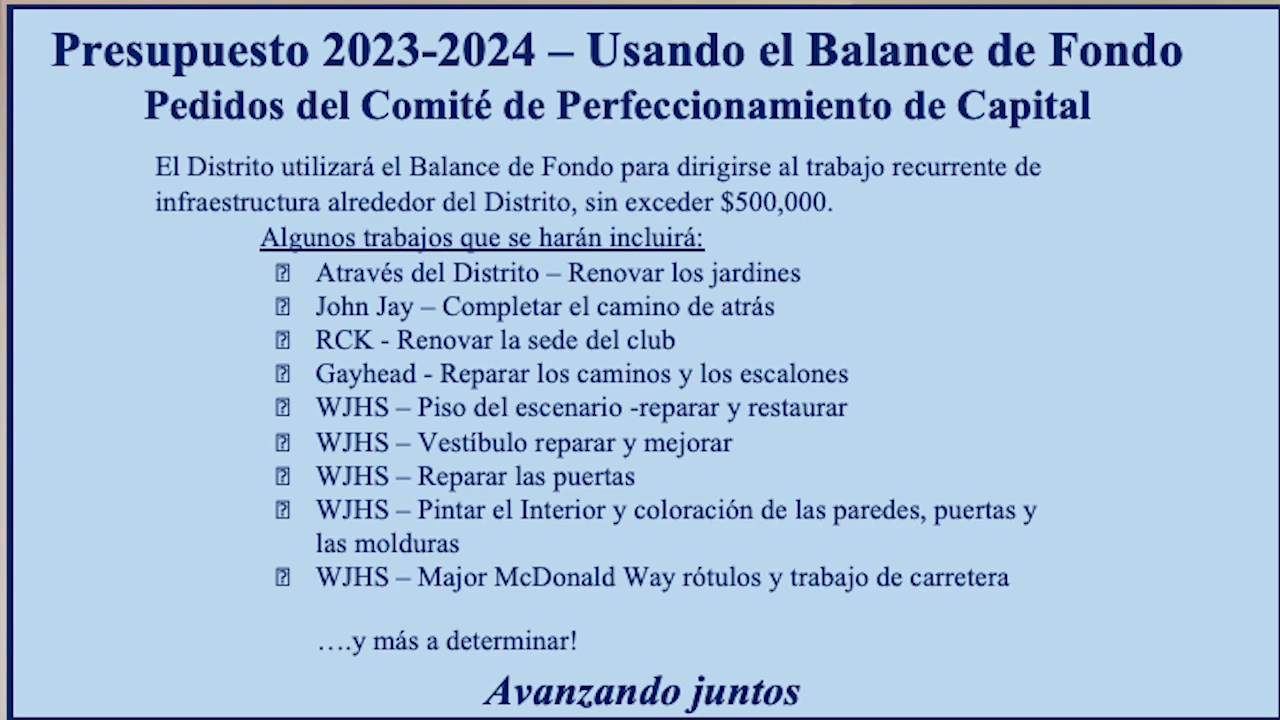 Presupuesto 2023-2024 – Usando el Balance de Fondo
Pedidos del Comité de Perfeccionamiento de Capital
El Distrito utilizará el Balance de Fondo para dirigirse al trabajo recurrente de
infraestructura alrededor del Distrito, sin exceder $500,000.
Algunos trabajos que se harán incluirá:
Através del Distrito – Renovar los jardines
John Jay – Completar el camino de atrás
RCK - Renovar la sede del club
Gayhead - Reparar los caminos y los escalones
WJHS – Piso del escenario -reparar y restaurar
WJHS – Vestíbulo reparar y mejorar
WJHS – Reparar las puertas
WJHS – Pintar el Interior y coloración de las paredes, puertas y
las molduras
WJHS – Major McDonald Way rótulos y trabajo de carretera
….y más a determinar!
Avanzando juntos